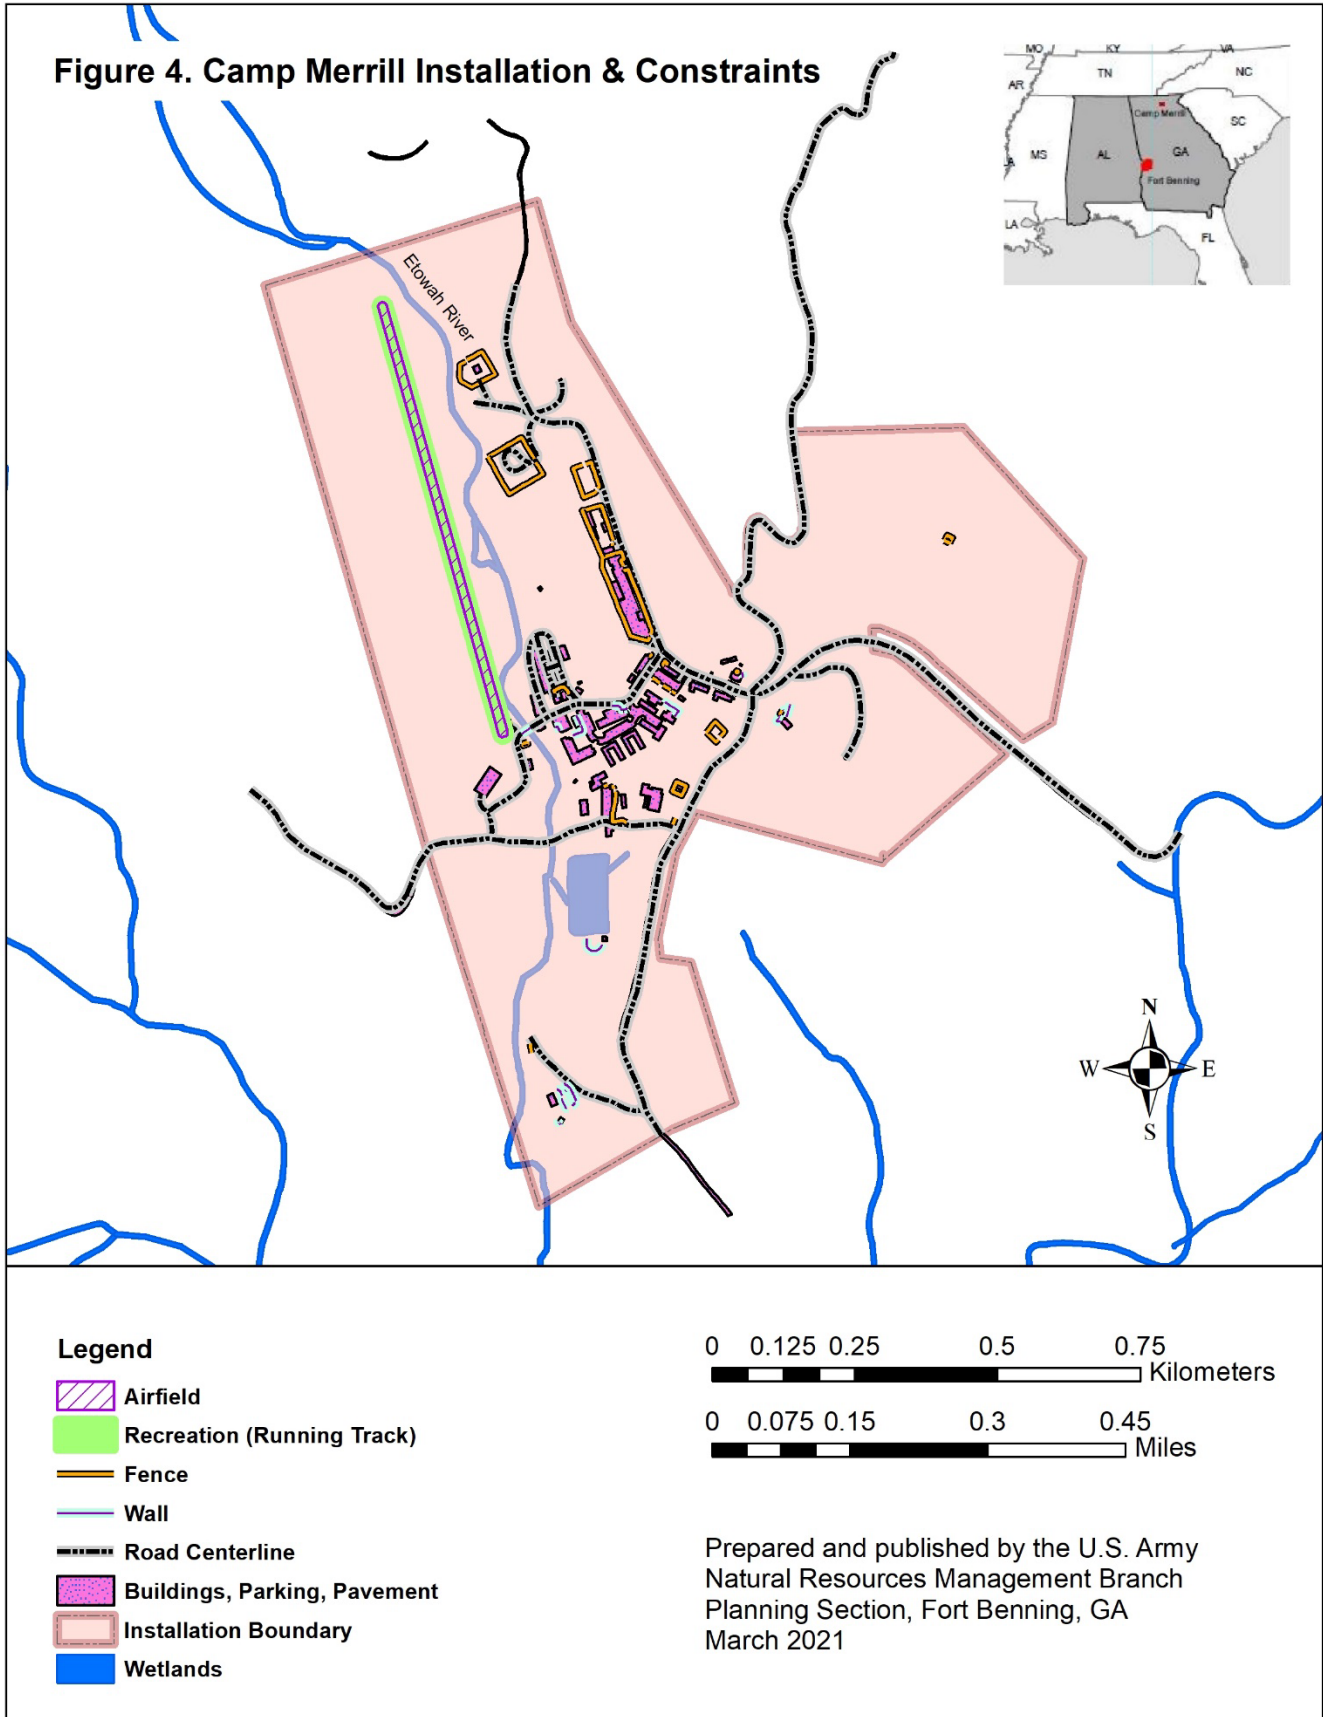 Figure 4. Camp Merrill Installation & Constraints
MO
KY
VA
AR
TN
NC
Camp Merrill
SC
MS
AL
GA
Fort Benning
LA
FL
Etowah River
N
W
E
S
Legend
Airfield
Recreation (Running Track)
Fence
Wall
Road Centerline
Buildings, Parking, Pavement
Installation Boundary
Wetlands
0 0.125 0.25 0.5 0.75
Kilometers
0 0.075 0.15 0.3 0.45
Miles
Prepared and published by the U.S. Army
Natural Resources Management Branch
Planning Section, Fort Benning, GA
March 2021